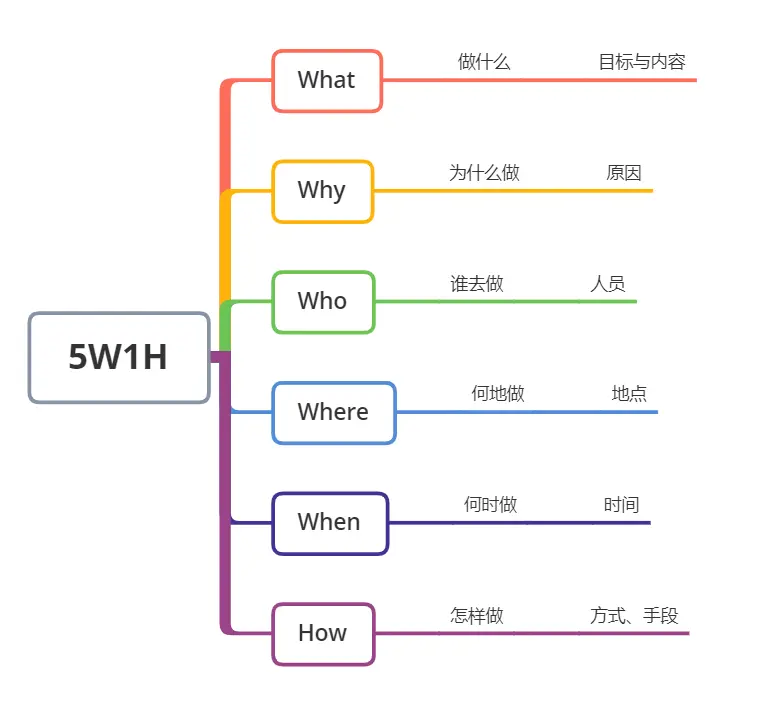 5W1H
What 做什么 目标与内容
Why 为什么做 原因
Who 谁去做 人员
Where 何地做 地点
When 何时做 时间
How 怎样做 方式、手段